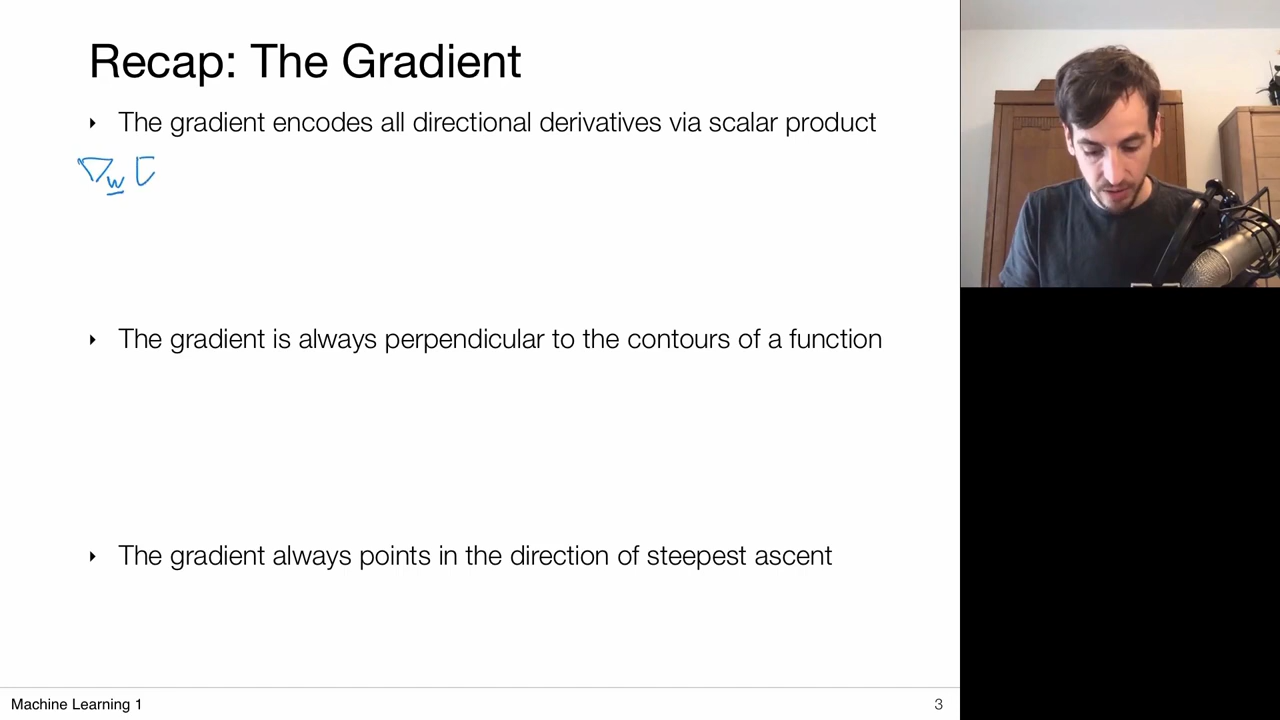 Recap: The Gradient
‣ The gradient encodes all directional derivatives via scalar product
∇w
‣ The gradient is always perpendicular to the contours of a function
‣ The gradient always points in the direction of steepest ascent
Machine Learning 1
3